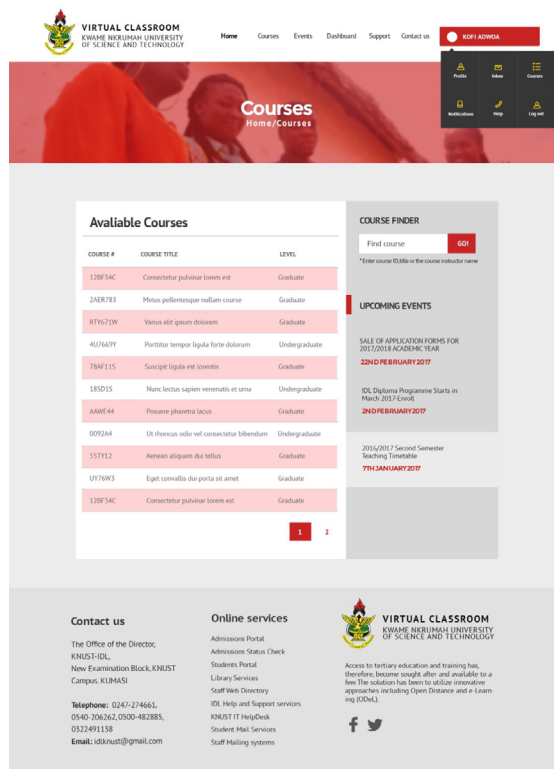 VIRTUAL CLASSROOM
KWAME NKRUMAH UNIVERSITY
OF SCIENCE AND TECHNOLOGY
Home Courses Events Dashboard Support Contact us KOFI ADWOA
Profile Inbox Courses
Notifications Help Log out
Courses
Home/Courses
Avaliable Courses
COURSE # COURSE TITLE LEVEL
12BF34C Consectetur pulvinar lorem est Graduate
2AER783 Metus pellentesque nullam course Graduate
RTY671W Varius elit ipsum dolorem Graduate
4U7669Y Porttitor tempor ligula forte dolorum Undergraduate
78AF11S Suscipit ligula est lorentis Graduate
18SD1S Nunc lectus sapien venenatis et urna Undergraduate
AAWE44 Posuere pharetra lacus Graduate
0092A4 Ut rhoncus odio vel consectetur bibendum Undergraduate
55TY12 Aenean aliquam dui tellus Graduate
UY76W3 Eget convallis dui porta sit amet Graduate
12BF34C Consectetur pulvinar lorem est Graduate
1 2
COURSE FINDER
Find course GO!
*Enter course ID,title or the course instructor name
UPCOMING EVENTS
SALE OF APPLICATION FORMS FOR
2017/2018 ACADEMIC YEAR
22ND FEBRUARY 2017
IDL Diploma Programme Starts in
March 2017-Enroll
2ND FEBRUARY 2017
2016/2017 Second Semester
Teaching Timetable
7TH JANUARY 2017
Contact us
The Office of the Director,
KNUST-IDL,
New Examination Block, KNUST
Campus. KUMASI
Telephone: 0247-274661,
0540-206262, 0500-482885,
0322491138
Email: idlknust@gmail.com
Online services
Admissions Portal
Admissions Status Check
Students Portal
Library Services
Staff Web Directory
IDL Help and Support services
KNUST IT HelpDesk
Student Mail Services
Staff Mailing systems
VIRTUAL CLASSROOM
KWAME NKRUMAH UNIVERSITY
OF SCIENCE AND TECHNOLOGY
Access to tertiary education and training has,
therefore, become sought after and available to a
few. The solution has been to utilize innovative
approaches including Open Distance and e-Learn-
ing (ODeL).